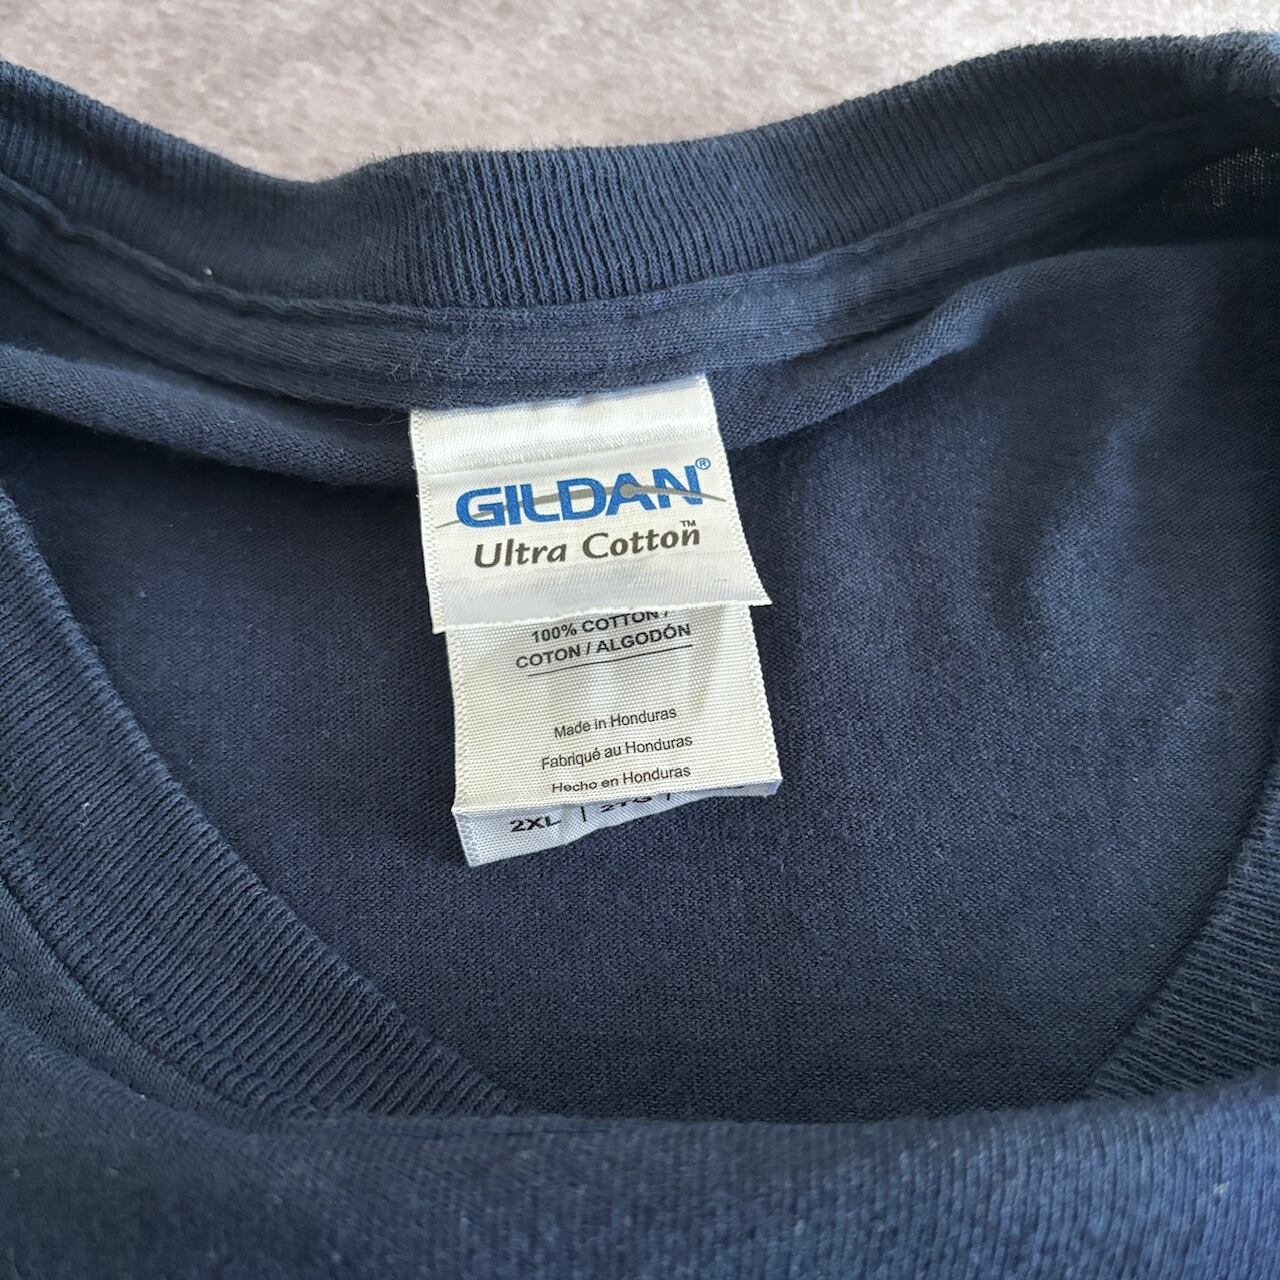 GILDAN®
Ultra Cotton™
100% COTTON /
COTON / ALGODÓN
Made in Honduras
Fabriqué au Honduras
Hecho en Honduras
2XL |